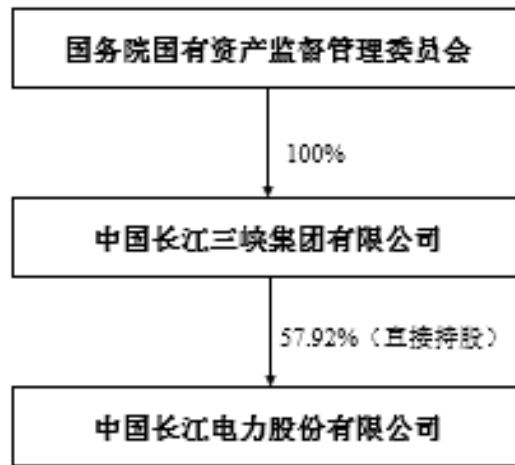 国务院国有资产监督管理委员会
100%
中国长江三峡集团有限公司
57.92%（直接持股）
中国长江电力股份有限公司